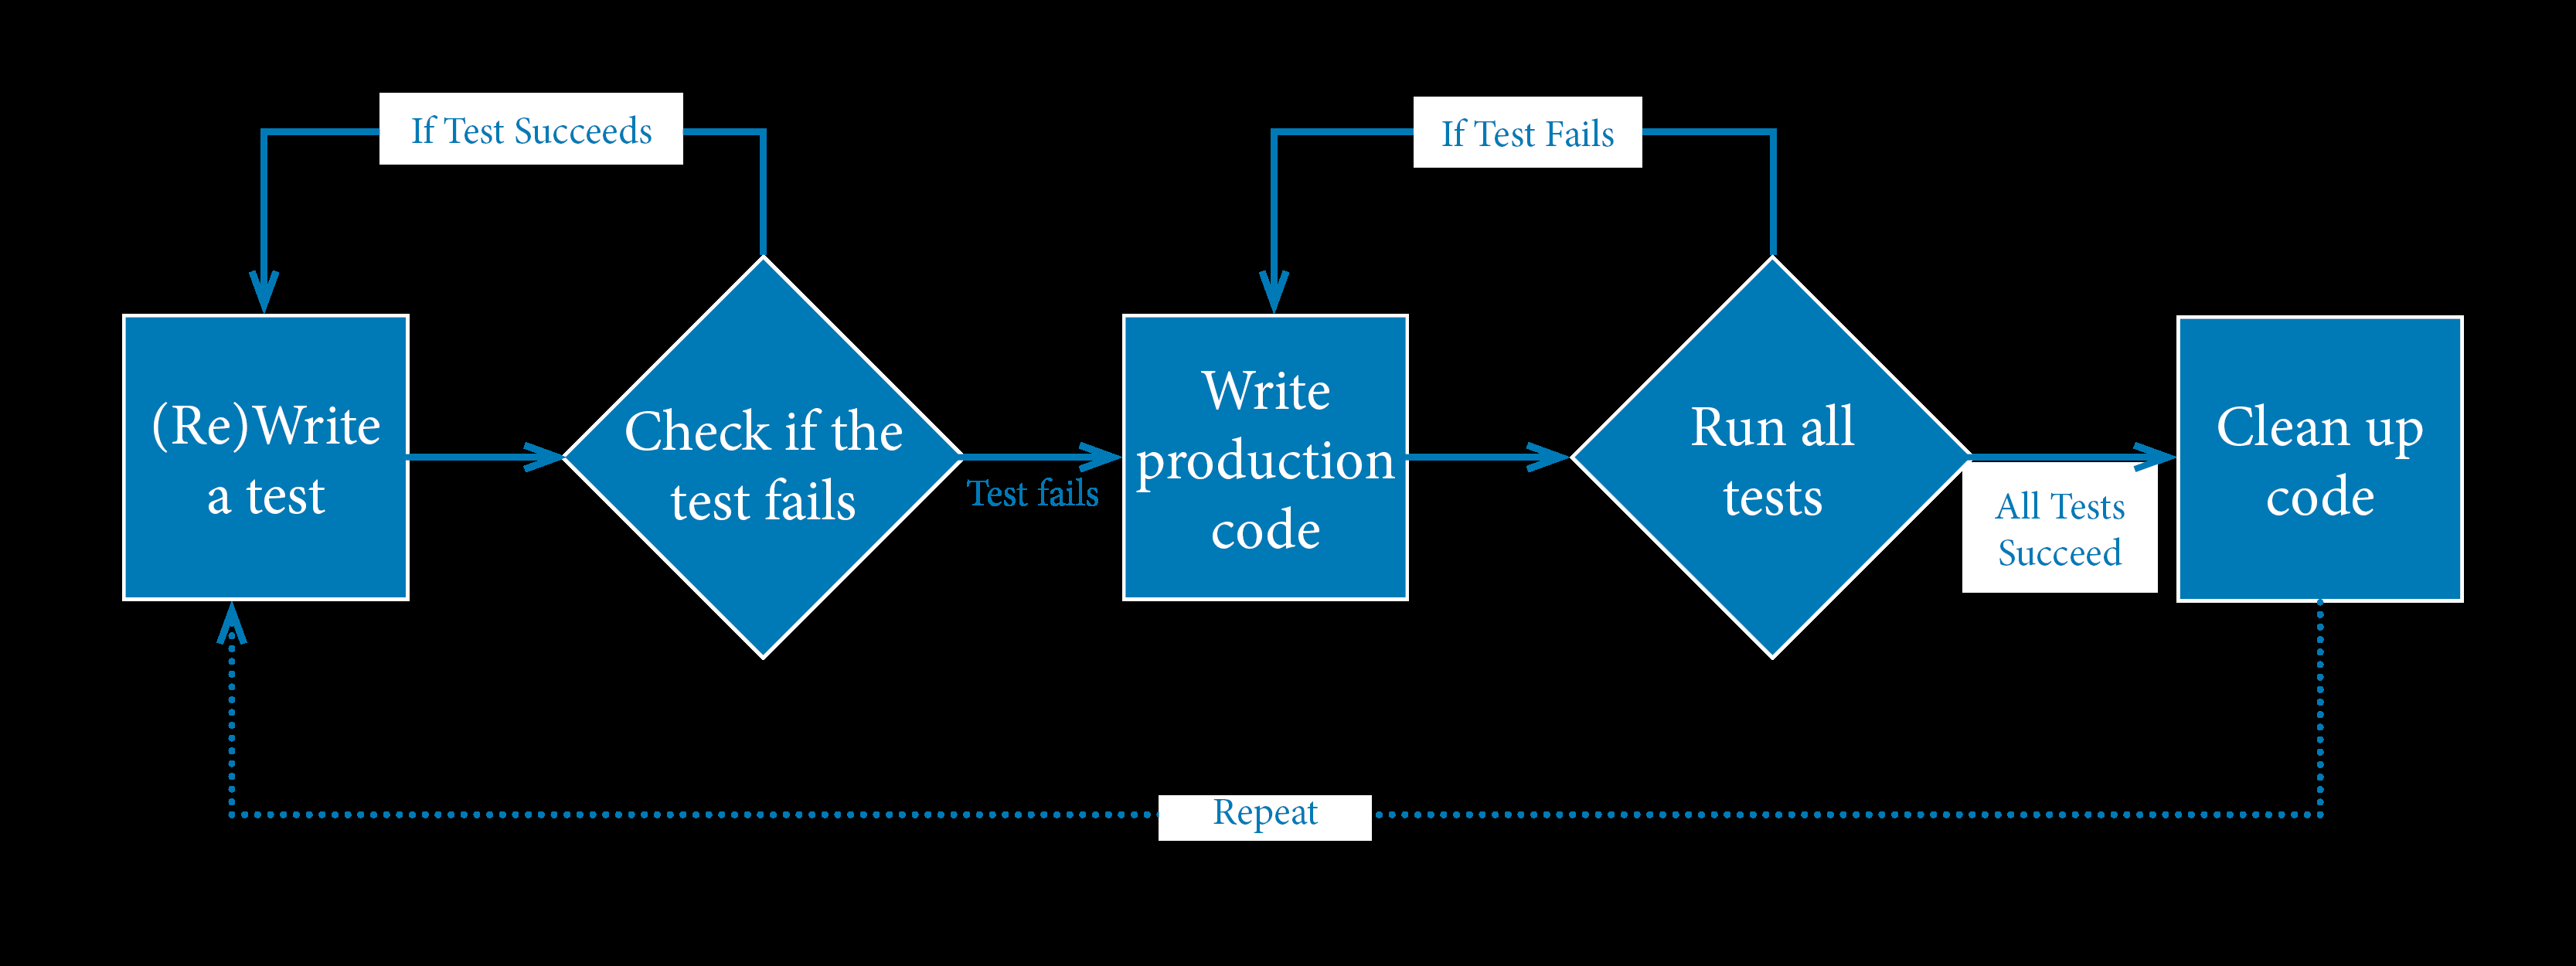 If Test Succeeds
If Test Fails
(Re)Write
a test
Check if the
test fails
Test fails
Write
production
code
Run all
tests
All Tests
Succeed
Clean up
code
Repeat